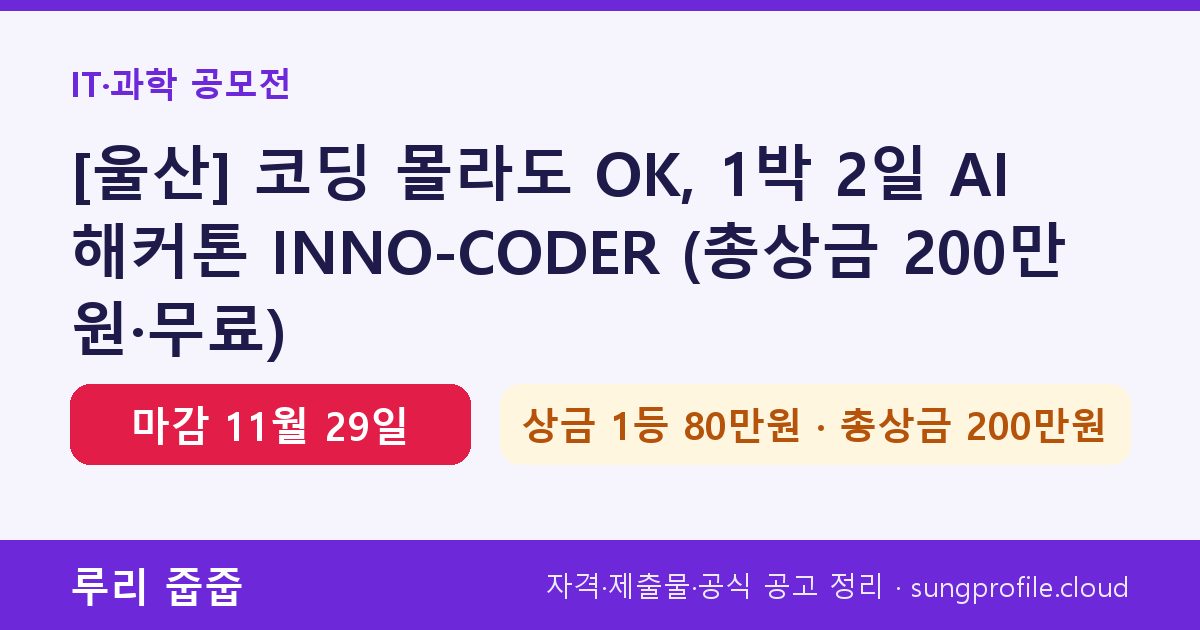 IT·과학 공모전
[울산] 코딩 몰라도 OK, 1박 2일 AI
해커톤 INNO-CODER (총상금 200만
원·무료)
마감 11월 29일
상금 1등 80만원 · 총상금 200만원
루리 줍줍
자격·제출물·공식 공고 정리 · sungprofile.cloud